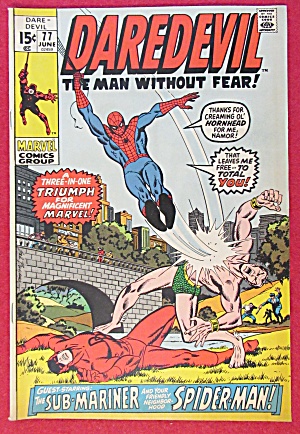 DARE-
DEVIL
15¢
77
JUNE
MARVEL
COMICS
GROUP
DAREDEVIL
THE MAN WITHOUT FEAR!
THANKS FOR
CREAMING OL'
HORNHEAD
FOR ME,
NAMOR!
THAT
LEAVES ME
FREE--TO
TOTAL
YOU!
A
THREE-IN-ONE
TRIUMPH
FOR
MAGNIFICENT
MARVEL!
GUEST-STARRING:
THE SUB-MARINER
AND YOUR
FRIENDLY
NEIGHBOR-
HOOD
SPIDER-MAN!